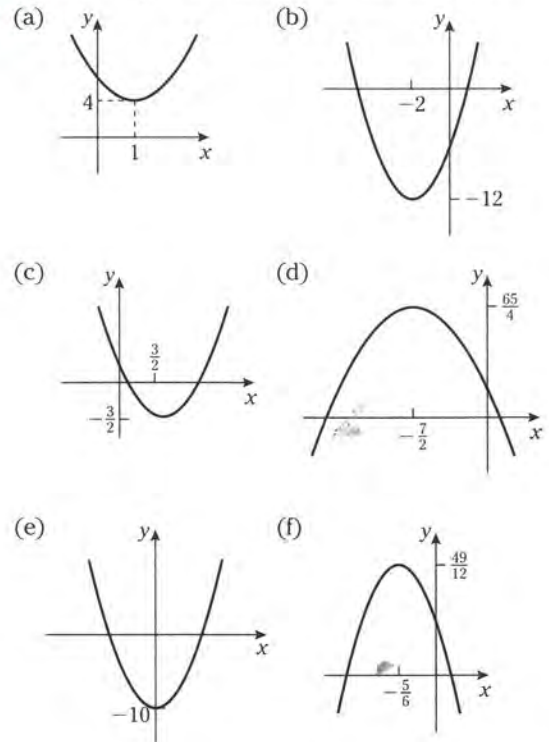 (a)
y
4
1
x
(b)
y
−2
x
−12
(c)
y
3/2
x
−3/2
(d)
y
65/4
x
−7/2
(e)
y
x
−10
(f)
y
49/12
x
−5/6